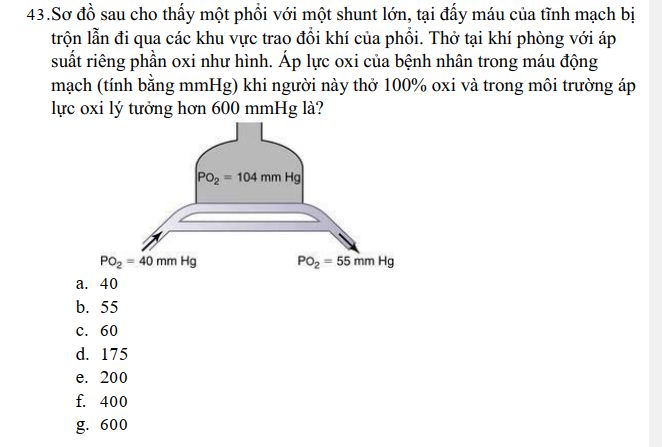 43.Sơ đồ sau cho thấy một phổi với một shunt lớn, tại đấy máu của tĩnh mạch bị
trộn lẫn đi qua các khu vực trao đổi khí của phổi. Thở tại khí phòng với áp
suất riêng phần oxi như hình. Áp lực oxi của bệnh nhân trong máu động
mạch (tính bằng mmHg) khi người này thở 100% oxi và trong môi trường áp
lực oxi lý tưởng hơn 600 mmHg là?
PO₂ = 104 mm Hg
PO₂ = 40 mm Hg
PO₂ = 55 mm Hg
a. 40
b. 55
c. 60
d. 175
e. 200
f. 400
g. 600